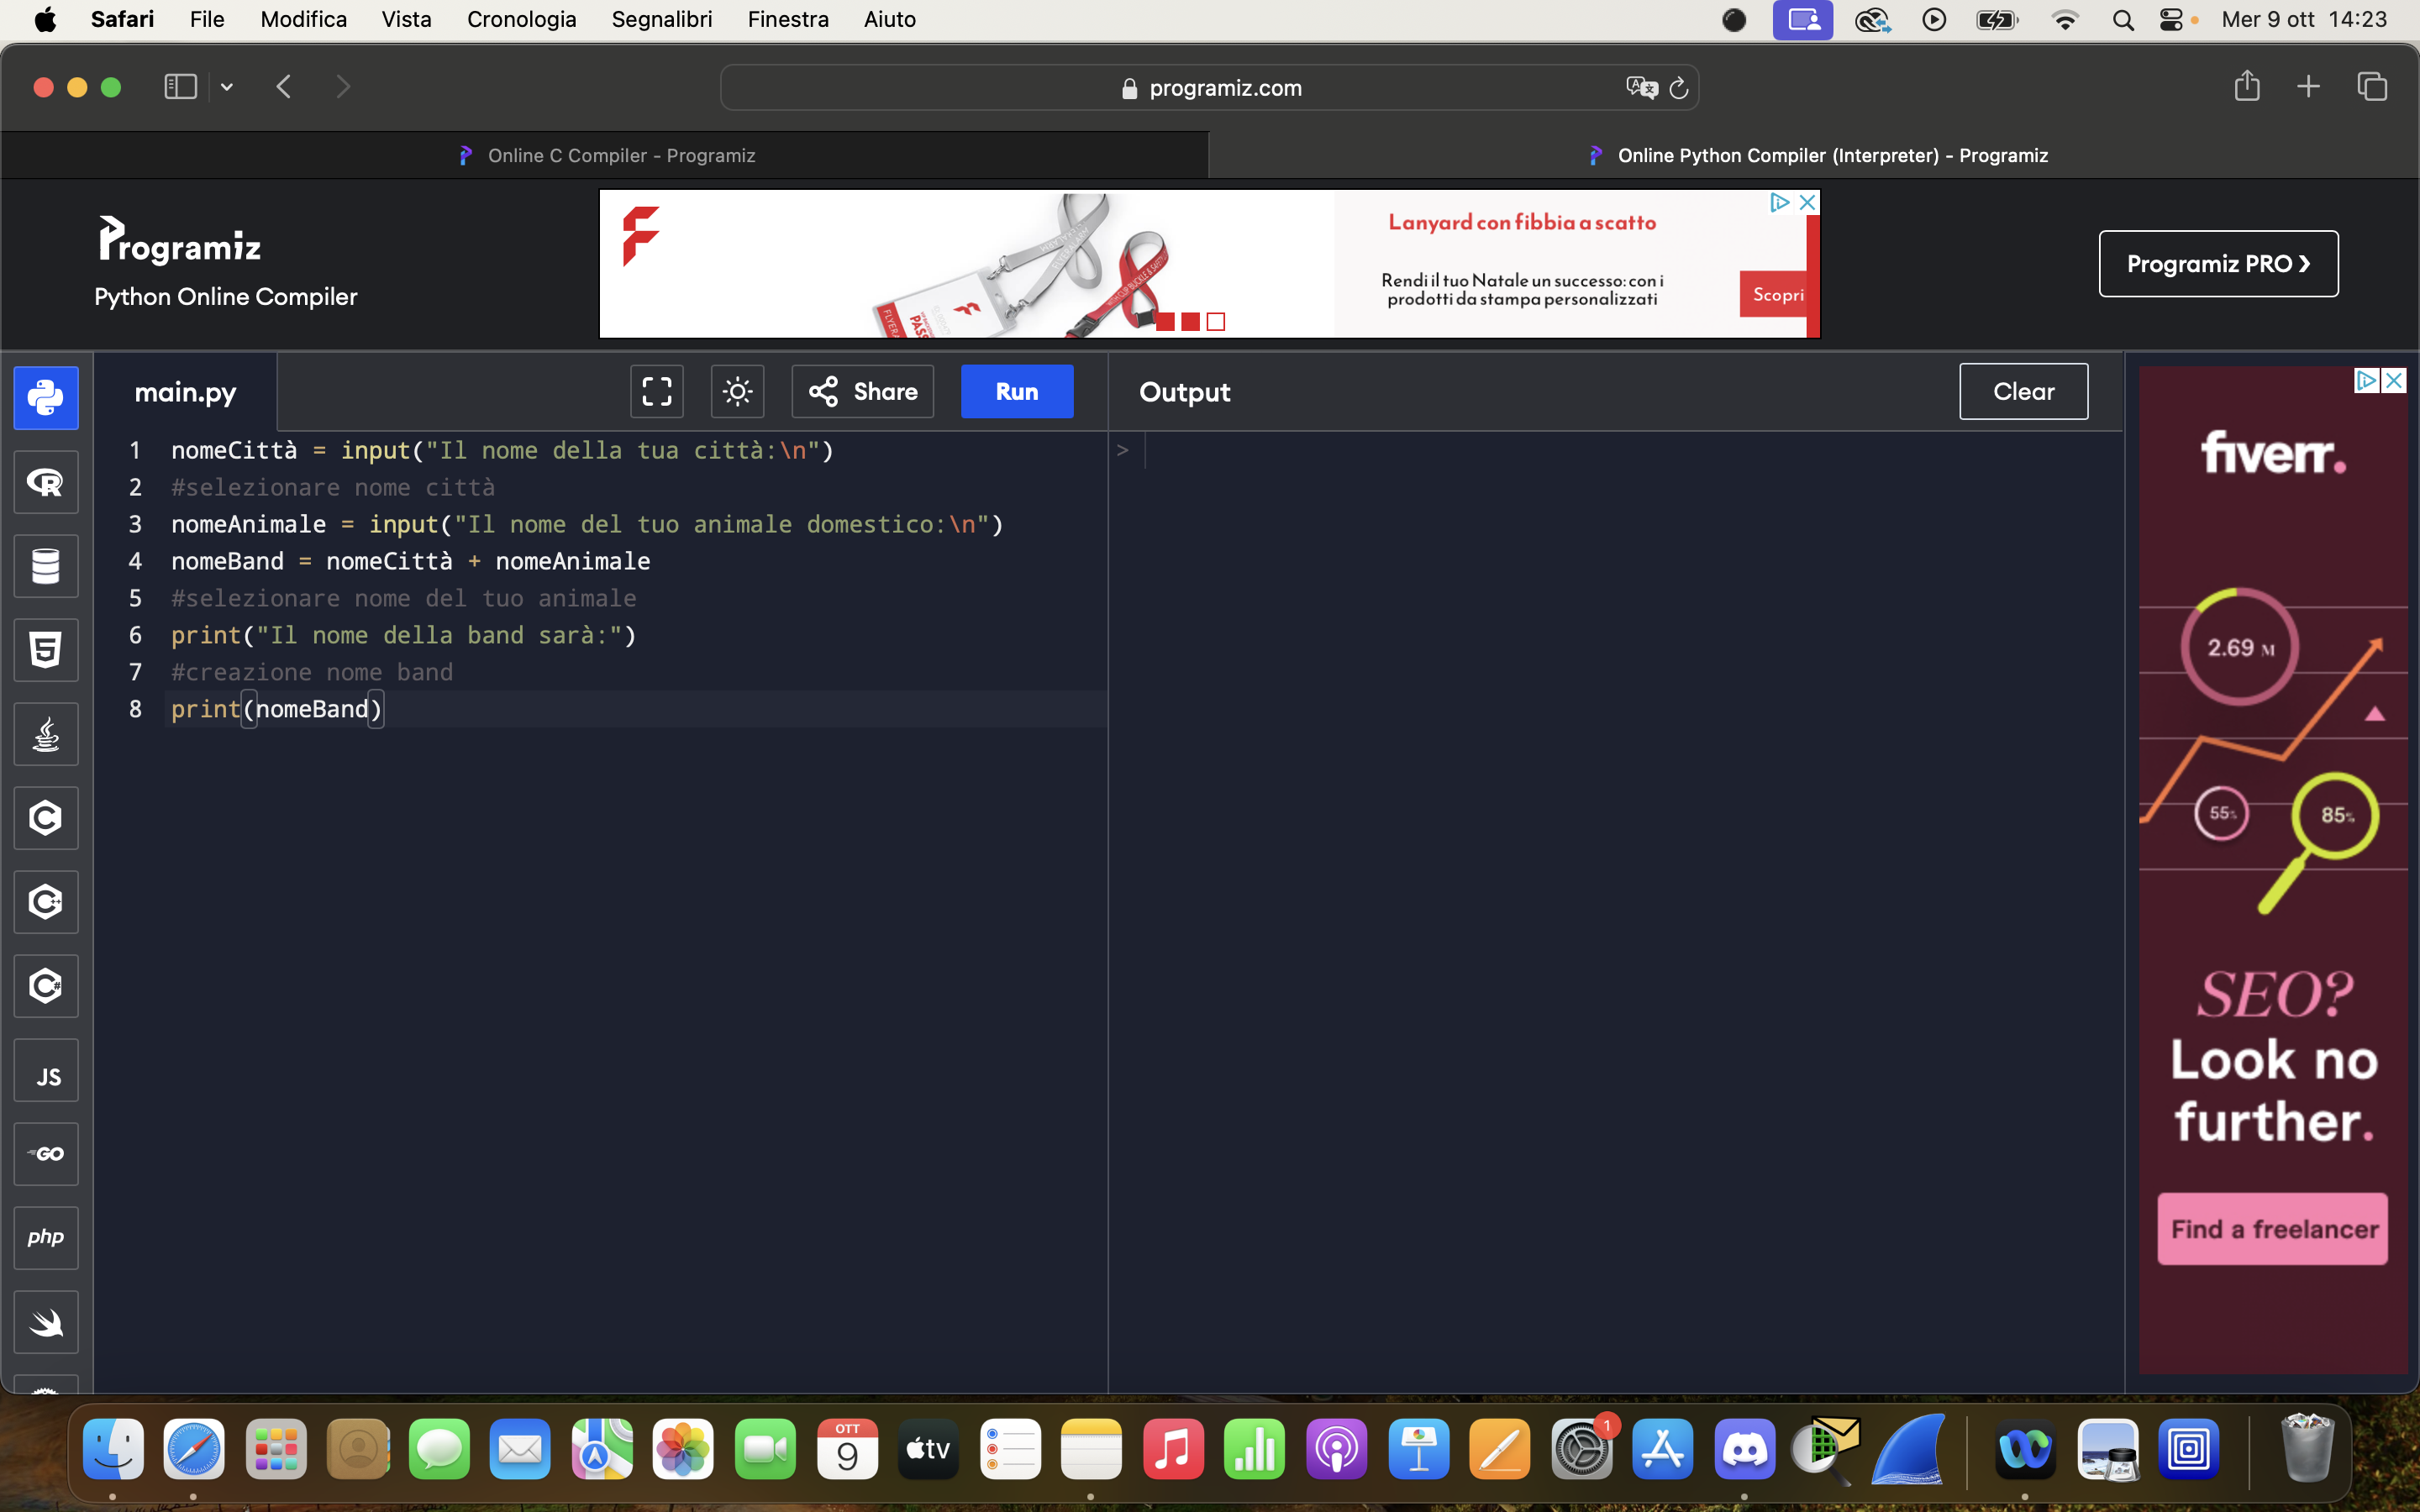 Safari File Modifica Vista Cronologia Segnalibri Finestra Aiuto Mer 9 ott 14:23
programiz.com
Online C Compiler - Programiz
Online Python Compiler (Interpreter) - Programiz
Programiz
Python Online Compiler
Lanyard con fibbia a scatto
Rendi il tuo Natale un successo: con i
prodotti da stampa personalizzati
Scopri
Programiz PRO ›
main.py
Share
Run
Output
Clear
1 nomeCittà = input("Il nome della tua città:\n")
2 #selezionare nome città
3 nomeAnimale = input("Il nome del tuo animale domestico:\n")
4 nomeBand = nomeCittà + nomeAnimale
5 #selezionare nome del tuo animale
6 print("Il nome della band sarà:")
7 #creazione nome band
8 print(nomeBand)
>
fiverr.
2.69 M
55%
85%
SEO?
Look no
further.
Find a freelancer
R
5
C
C++
C#
JS
GO
php
OTT
9
tv
1